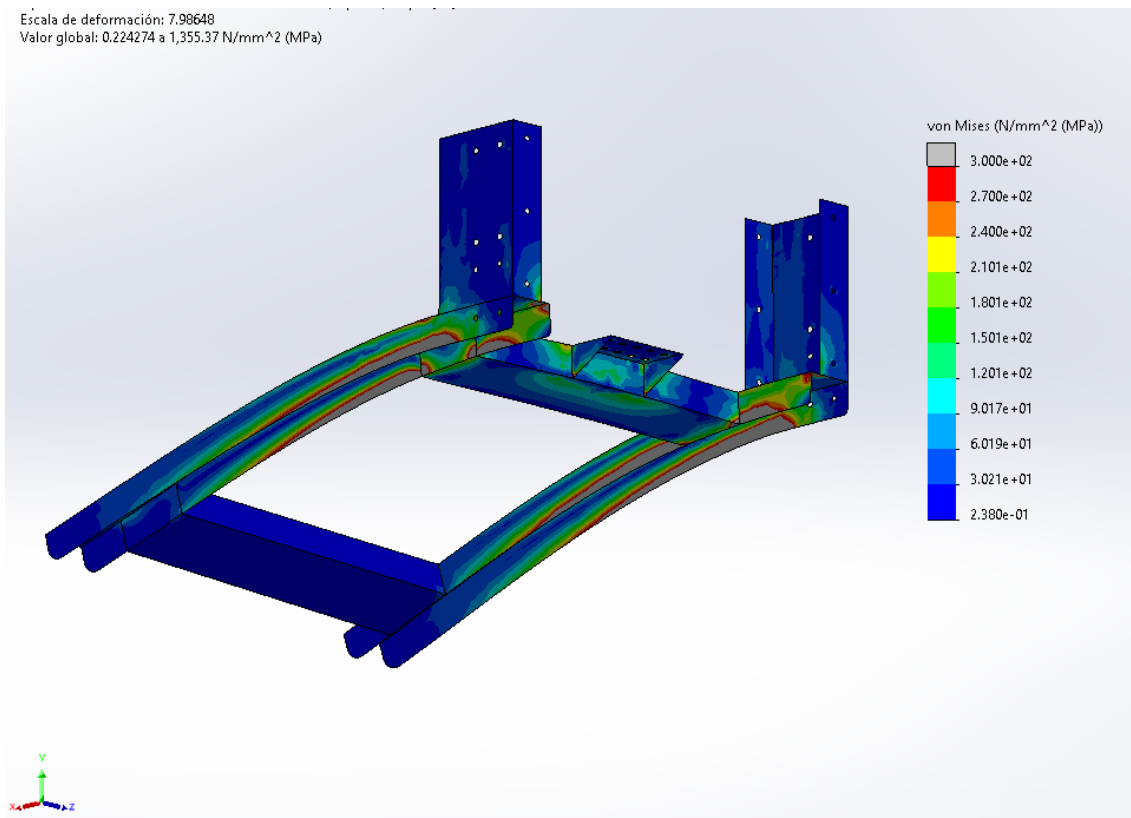 Escala de deformación: 7.98648
Valor global: 0.224274 a 1,355.37 N/mm^2 (MPa)
von Mises (N/mm^2 (MPa))
3.000e+02
2.700e+02
2.400e+02
2.101e+02
1.801e+02
1.501e+02
1.201e+02
9.017e+01
6.019e+01
3.021e+01
2.380e-01
Y
X
Z